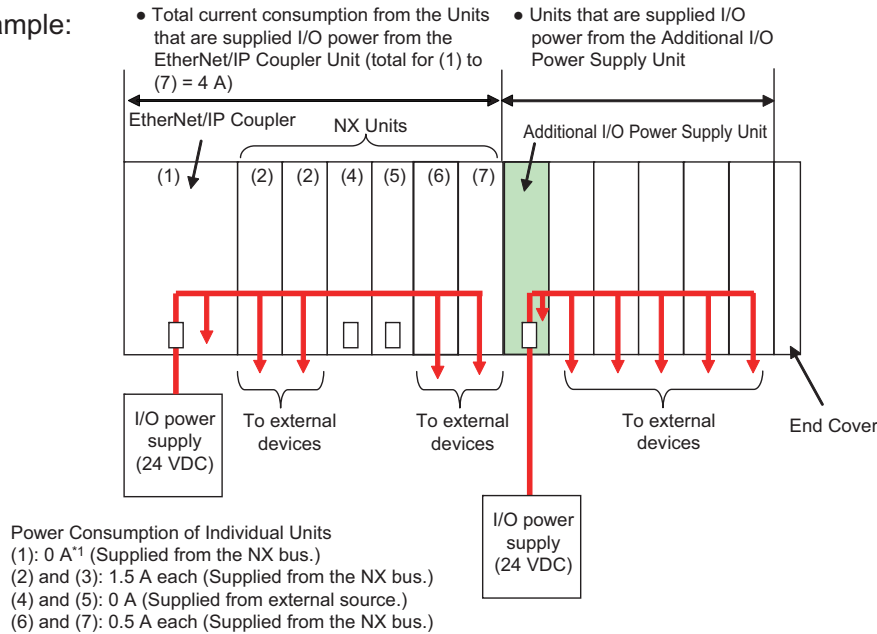 ample:
● Total current consumption from the Units
that are supplied I/O power from the
EtherNet/IP Coupler Unit (total for (1) to
(7) = 4 A)
● Units that are supplied I/O
power from the Additional I/O
Power Supply Unit
EtherNet/IP Coupler
NX Units
Additional I/O Power Supply Unit
(1)
(2)
(2)
(4)
(5)
(6)
(7)
I/O power
supply
(24 VDC)
To external
devices
To external
devices
To external
devices
End Cover
I/O power
supply
(24 VDC)
Power Consumption of Individual Units
(1): 0 A*1 (Supplied from the NX bus.)
(2) and (3): 1.5 A each (Supplied from the NX bus.)
(4) and (5): 0 A (Supplied from external source.)
(6) and (7): 0.5 A each (Supplied from the NX bus.)